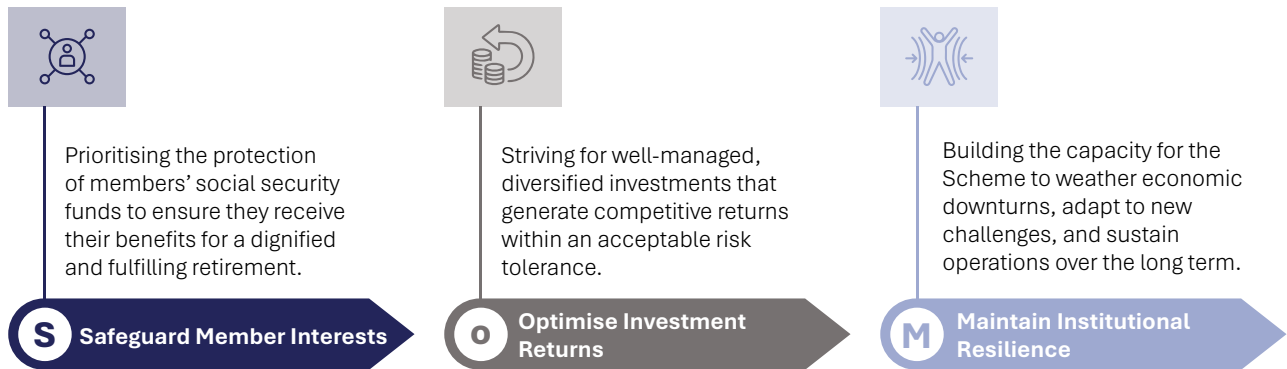 Prioritising the protection
of members’ social security
funds to ensure they receive
their benefits for a dignified
and fulfilling retirement.
S
Safeguard Member Interests
Striving for well-managed,
diversified investments that
generate competitive returns
within an acceptable risk
tolerance.
o
Optimise Investment
Returns
Building the capacity for the
Scheme to weather economic
downturns, adapt to new
challenges, and sustain
operations over the long term.
M
Maintain Institutional
Resilience